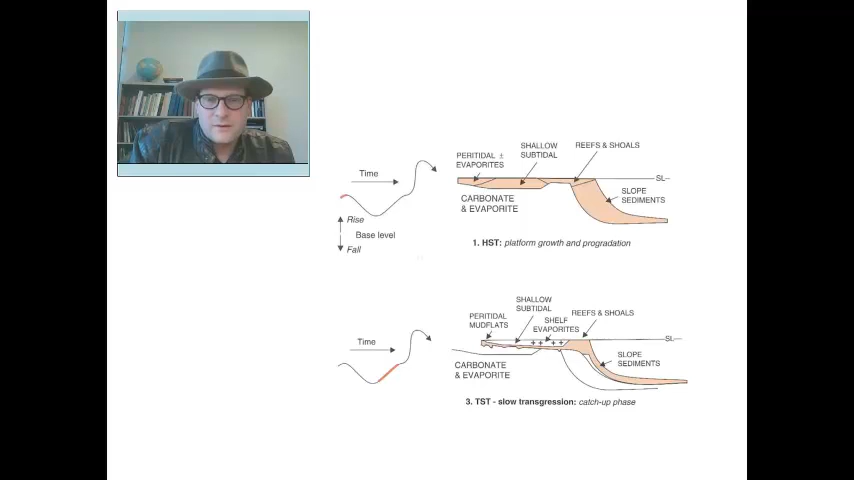 Time
Rise
Base level
Fall
PERITIDAL ±
EVAPORITES
SHALLOW
SUBTIDAL
REEFS & SHOALS
SL
SLOPE
SEDIMENTS
CARBONATE
& EVAPORITE
1. HST: platform growth and progradation
Time
PERITIDAL
MUDFLATS
SHALLOW
SUBTIDAL
SHELF
EVAPORITES
REEFS & SHOALS
SL
SLOPE
SEDIMENTS
CARBONATE
& EVAPORITE
3. TST - slow transgression: catch-up phase